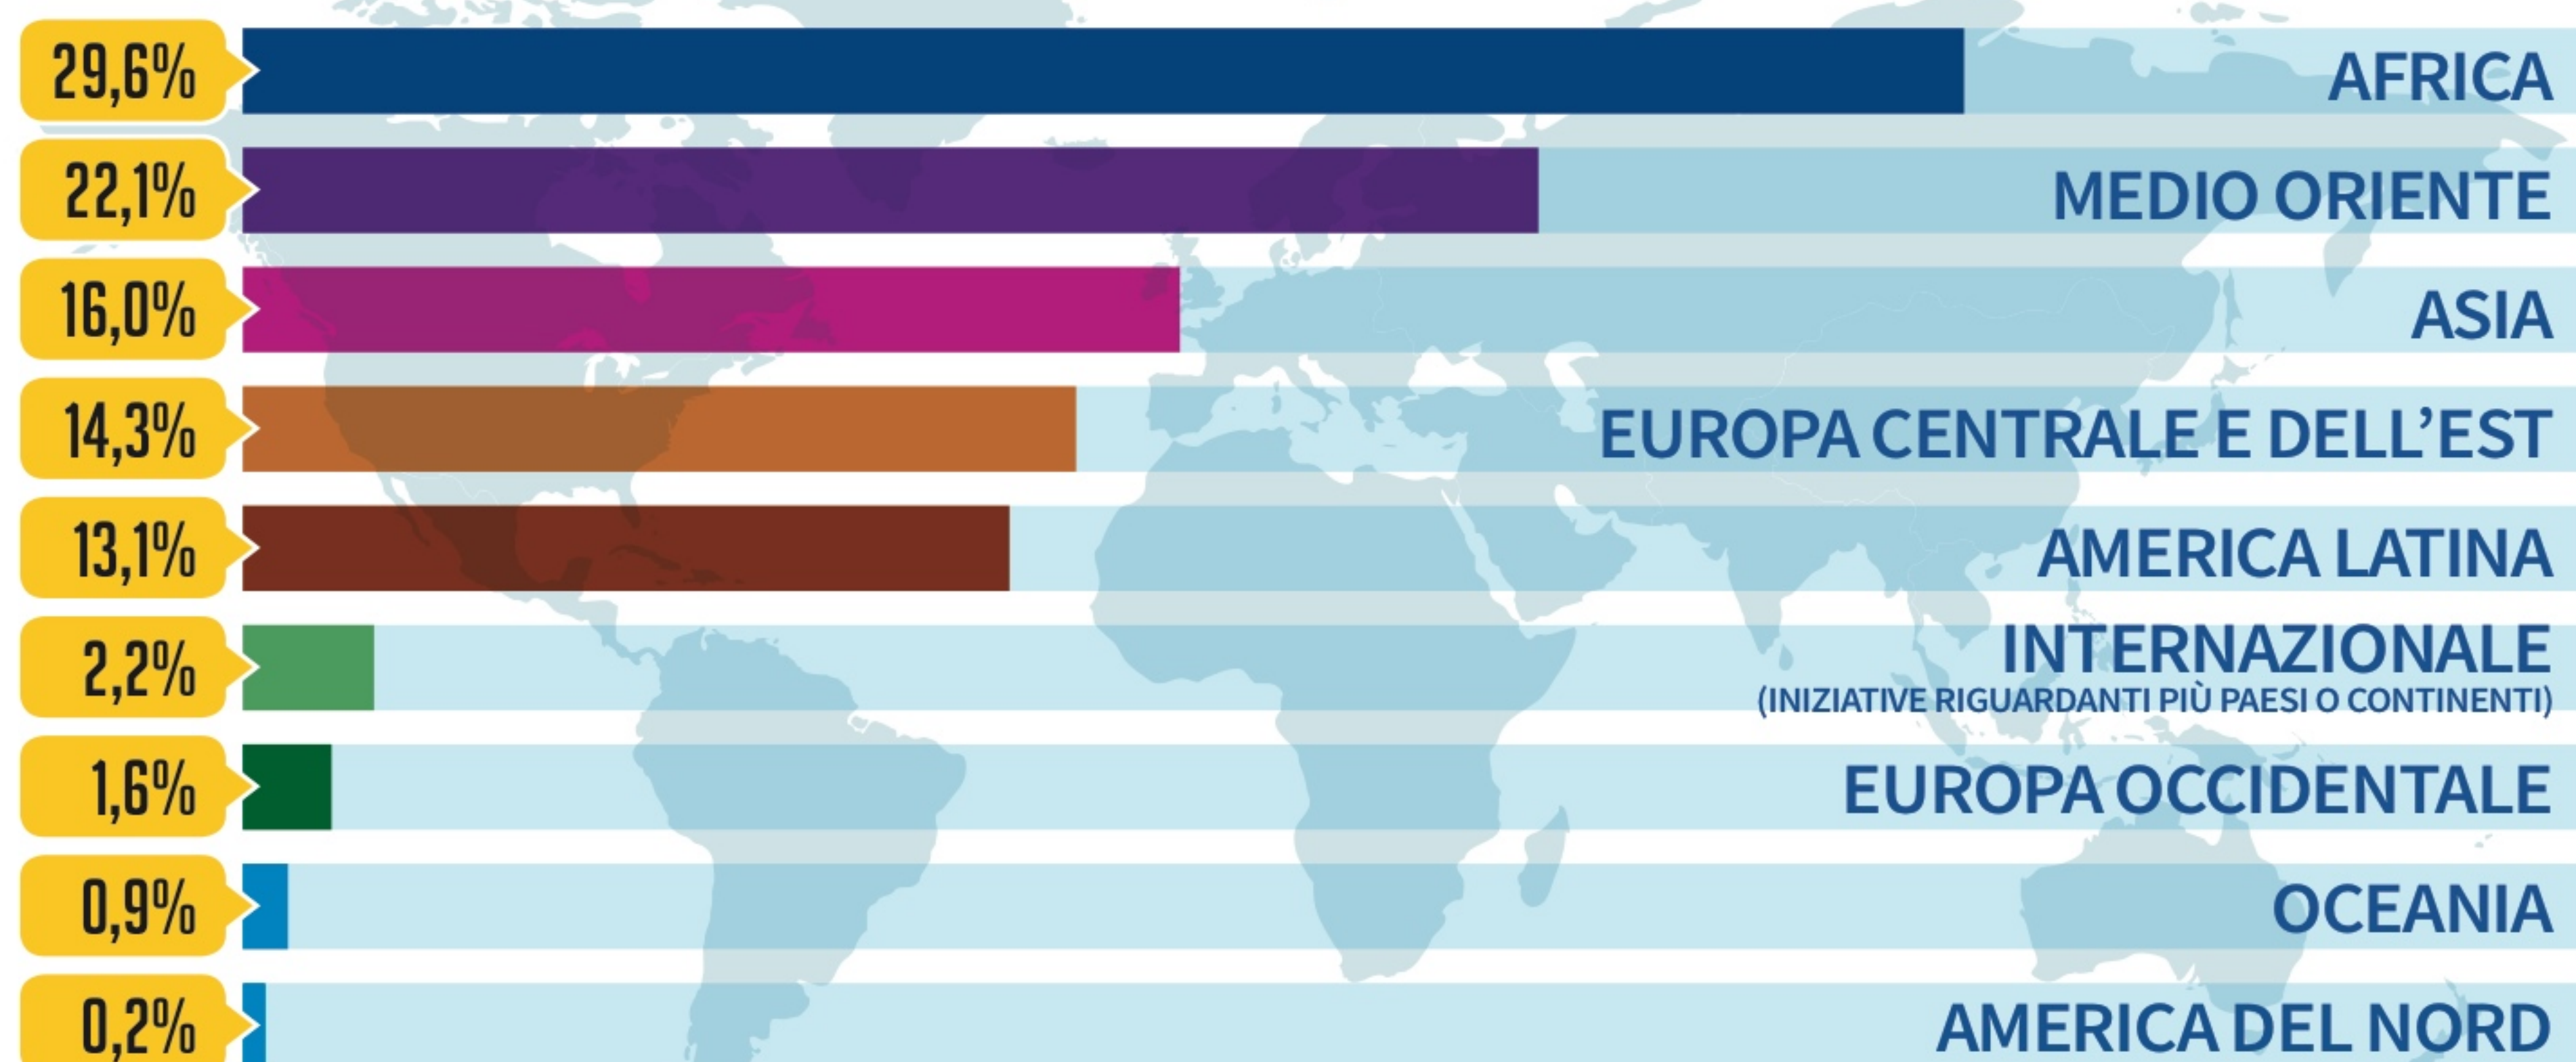 29,6% AFRICA
22,1% MEDIO ORIENTE
16,0% ASIA
14,3% EUROPA CENTRALE E DELL’EST
13,1% AMERICA LATINA
2,2% INTERNAZIONALE
(INIZIATIVE RIGUARDANTI PIÙ PAESI O CONTINENTI)
1,6% EUROPA OCCIDENTALE
0,9% OCEANIA
0,2% AMERICA DEL NORD